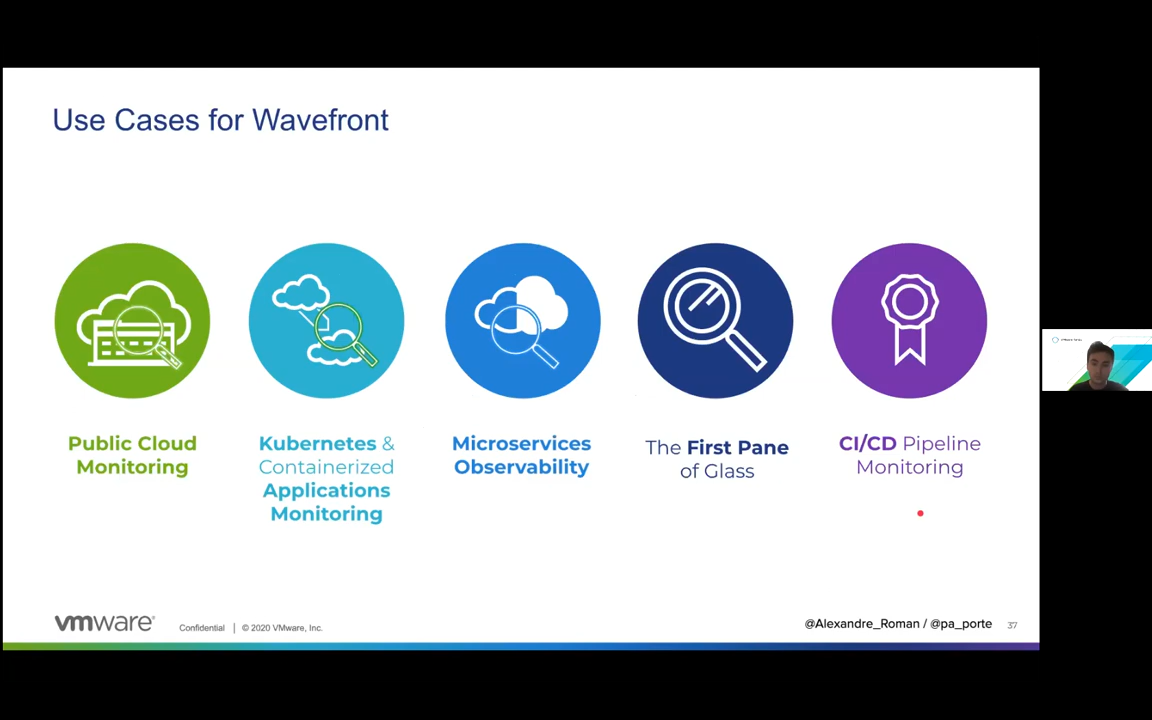 Use Cases for Wavefront
Public Cloud
Monitoring
Kubernetes &
Containerized
Applications
Monitoring
Microservices
Observability
The First Pane
of Glass
CI/CD Pipeline
Monitoring
vmware®
Confidential | © 2020 VMware, Inc.
@Alexandre_Roman / @pa_porte
37